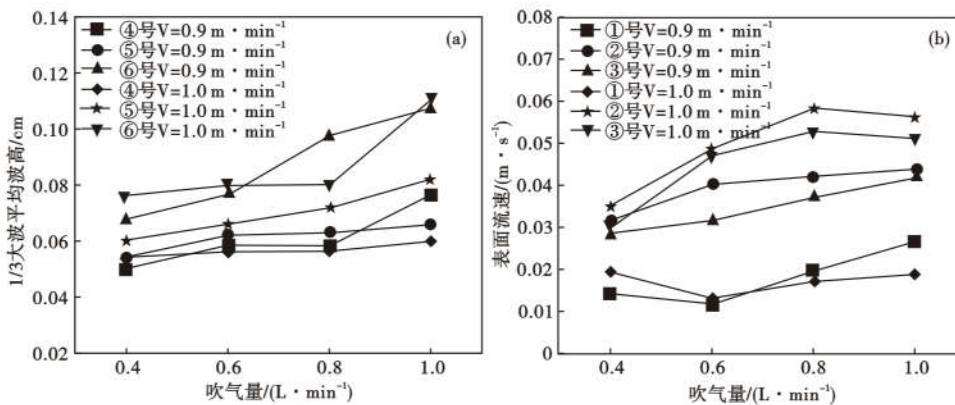 0.14
0.12
0.10
0.08
0.06
0.04
0.02
1/3大波平均波高/cm
④号V=0.9 m·min⁻¹
⑤号V=0.9 m·min⁻¹
⑥号V=0.9 m·min⁻¹
④号V=1.0 m·min⁻¹
⑤号V=1.0 m·min⁻¹
⑥号V=1.0 m·min⁻¹
(a)
0.4 0.6 0.8 1.0
吹气量/(L·min⁻¹)
0.08
0.07
0.06
0.05
0.04
0.03
0.02
0.01
0
表面流速/(m·s⁻¹)
①号V=0.9 m·min⁻¹
②号V=0.9 m·min⁻¹
③号V=0.9 m·min⁻¹
①号V=1.0 m·min⁻¹
②号V=1.0 m·min⁻¹
③号V=1.0 m·min⁻¹
(b)
0.4 0.6 0.8 1.0
吹气量/(L·min⁻¹)